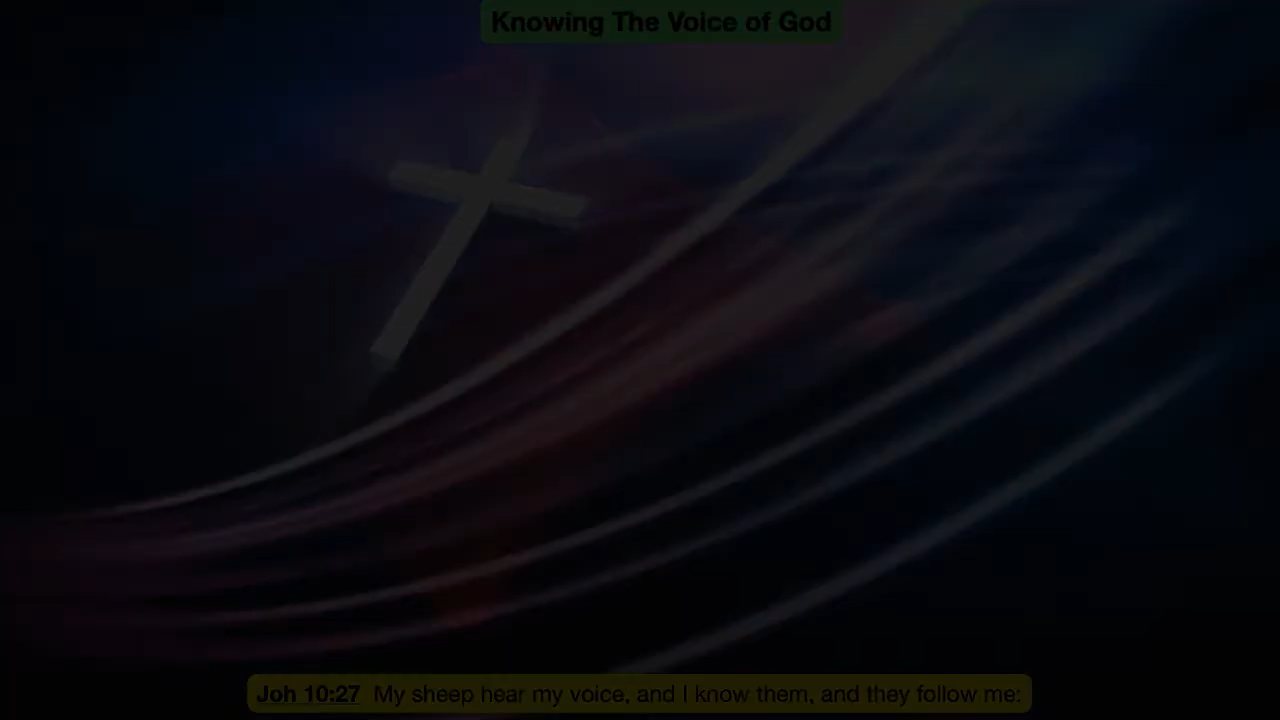 Knowing The Voice of God
Joh 10:27 My sheep hear my voice, and I know them, and they follow me: